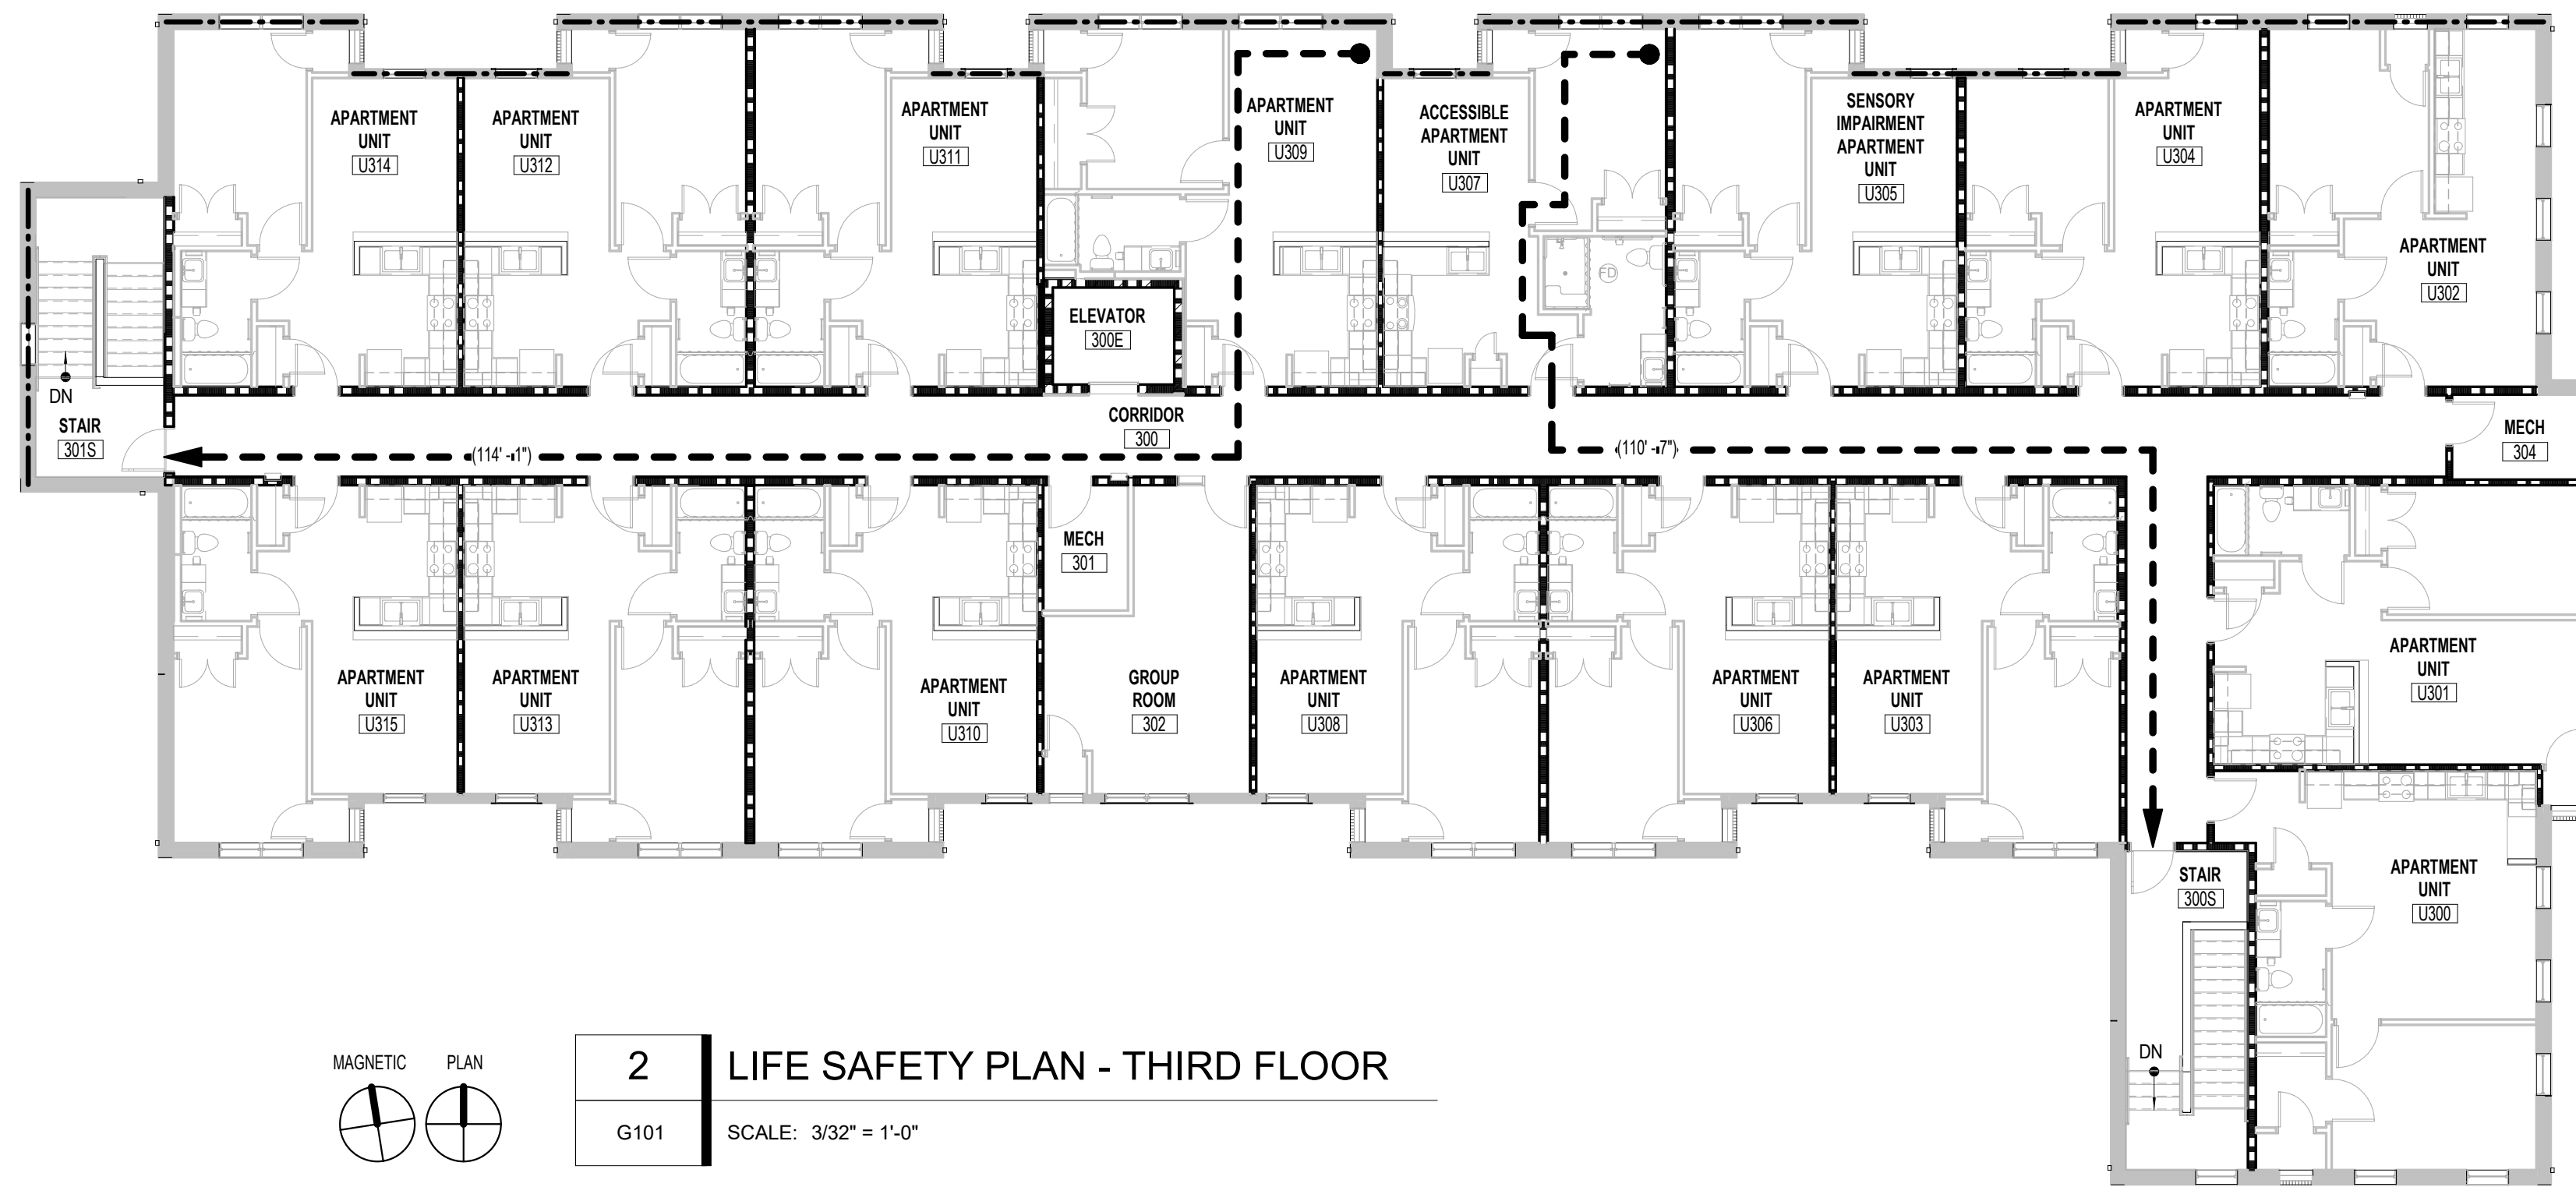 APARTMENT
UNIT
U314
APARTMENT
UNIT
U312
APARTMENT
UNIT
U311
APARTMENT
UNIT
U309
ACCESSIBLE
APARTMENT
UNIT
U307
SENSORY
IMPAIRMENT
APARTMENT
UNIT
U305
APARTMENT
UNIT
U304
APARTMENT
UNIT
U302
FD
ELEVATOR
300E
DN
STAIR
301S
CORRIDOR
300
(114' - 1")
(110' - 7")
MECH
304
MECH
301
APARTMENT
UNIT
U315
APARTMENT
UNIT
U313
APARTMENT
UNIT
U310
GROUP
ROOM
302
APARTMENT
UNIT
U308
APARTMENT
UNIT
U306
APARTMENT
UNIT
U303
APARTMENT
UNIT
U301
STAIR
300S
APARTMENT
UNIT
U300
DN
MAGNETIC
PLAN
2
LIFE SAFETY PLAN - THIRD FLOOR
G101
SCALE: 3/32" = 1'-0"